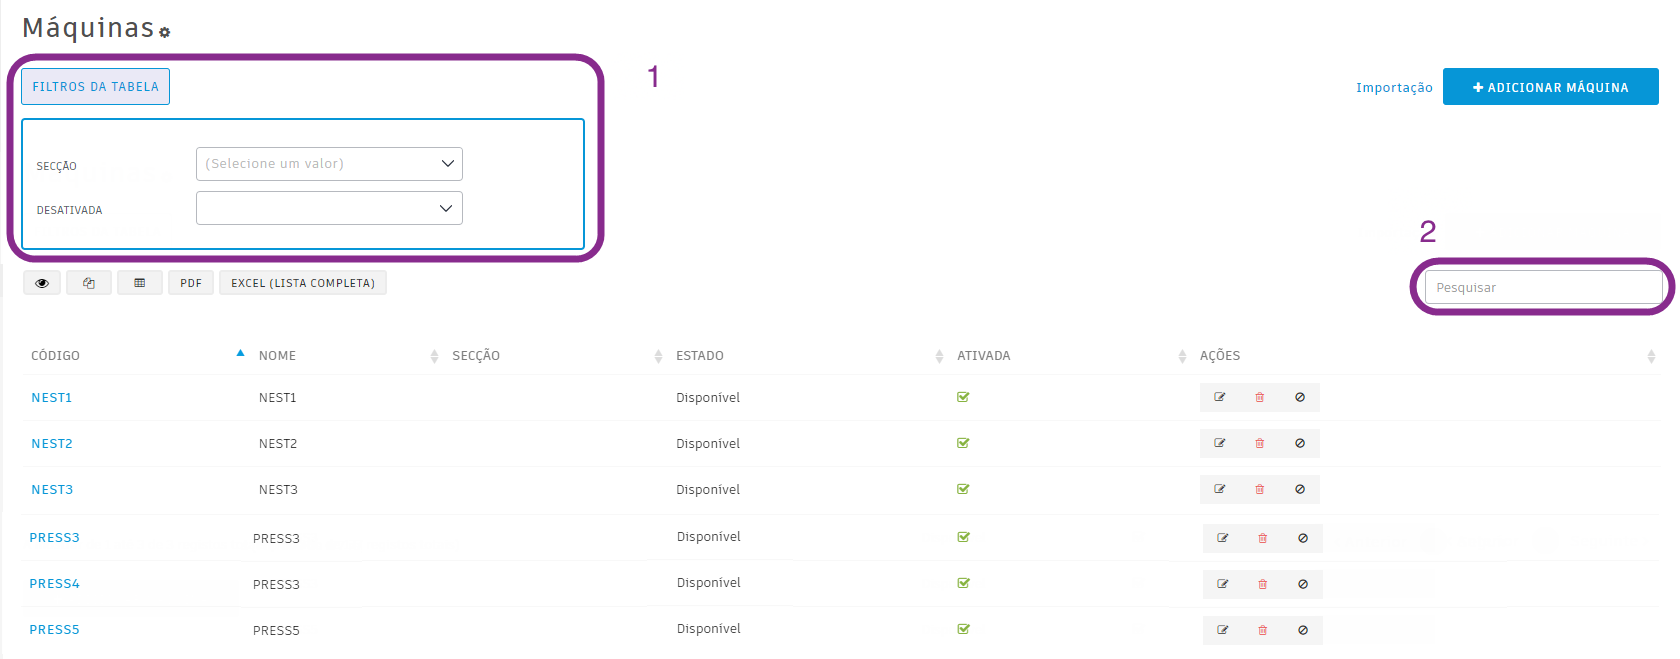 Máquinas
FILTROS DA TABELA
1
Importação
ADICIONAR MÁQUINA
SECÇÃO
(Selecione um valor)
DESATIVADA
2
PDF
EXCEL (LISTA COMPLETA)
Pesquisar
CÓDIGO NOME SECÇÃO ESTADO ATIVADA AÇÕES
NEST1 NEST1 Disponível
NEST2 NEST2 Disponível
NEST3 NEST3 Disponível
PRESS3 PRESS3 Disponível
PRESS4 PRESS3 Disponível
PRESS5 PRESS5 Disponível